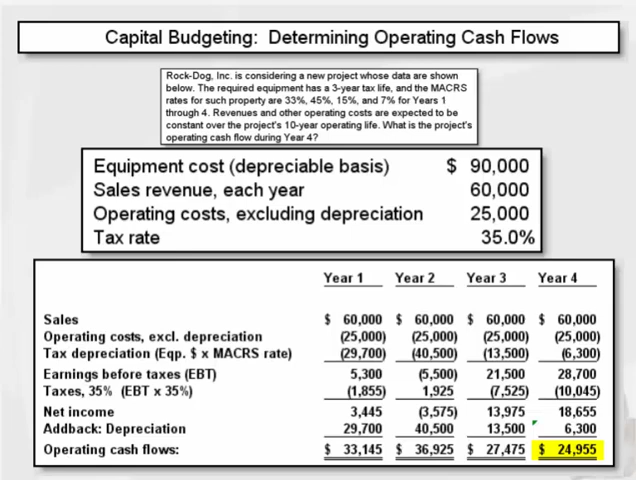 Capital Budgeting: Determining Operating Cash Flows
Rock-Dog, Inc. is considering a new project whose data are shown
below. The required equipment has a 3-year tax life, and the MACRS
rates for such property are 33%, 45%, 15%, and 7% for Years 1
through 4. Revenues and other operating costs are expected to be
constant over the project's 10-year operating life. What is the project's
operating cash flow during Year 4?
Equipment cost (depreciable basis) $ 90,000
Sales revenue, each year 60,000
Operating costs, excluding depreciation 25,000
Tax rate 35.0%
Year 1 Year 2 Year 3 Year 4
Sales $ 60,000 $ 60,000 $ 60,000 $ 60,000
Operating costs, excl. depreciation (25,000) (25,000) (25,000) (25,000)
Tax depreciation (Eqp. $ x MACRS rate) (29,700) (40,500) (13,500) (6,300)
Earnings before taxes (EBT) 5,300 (5,500) 21,500 28,700
Taxes, 35% (EBT x 35%) (1,855) 1,925 (7,525) (10,045)
Net income 3,445 (3,575) 13,975 18,655
Addback: Depreciation 29,700 40,500 13,500 6,300
Operating cash flows: $ 33,145 $ 36,925 $ 27,475 $ 24,955